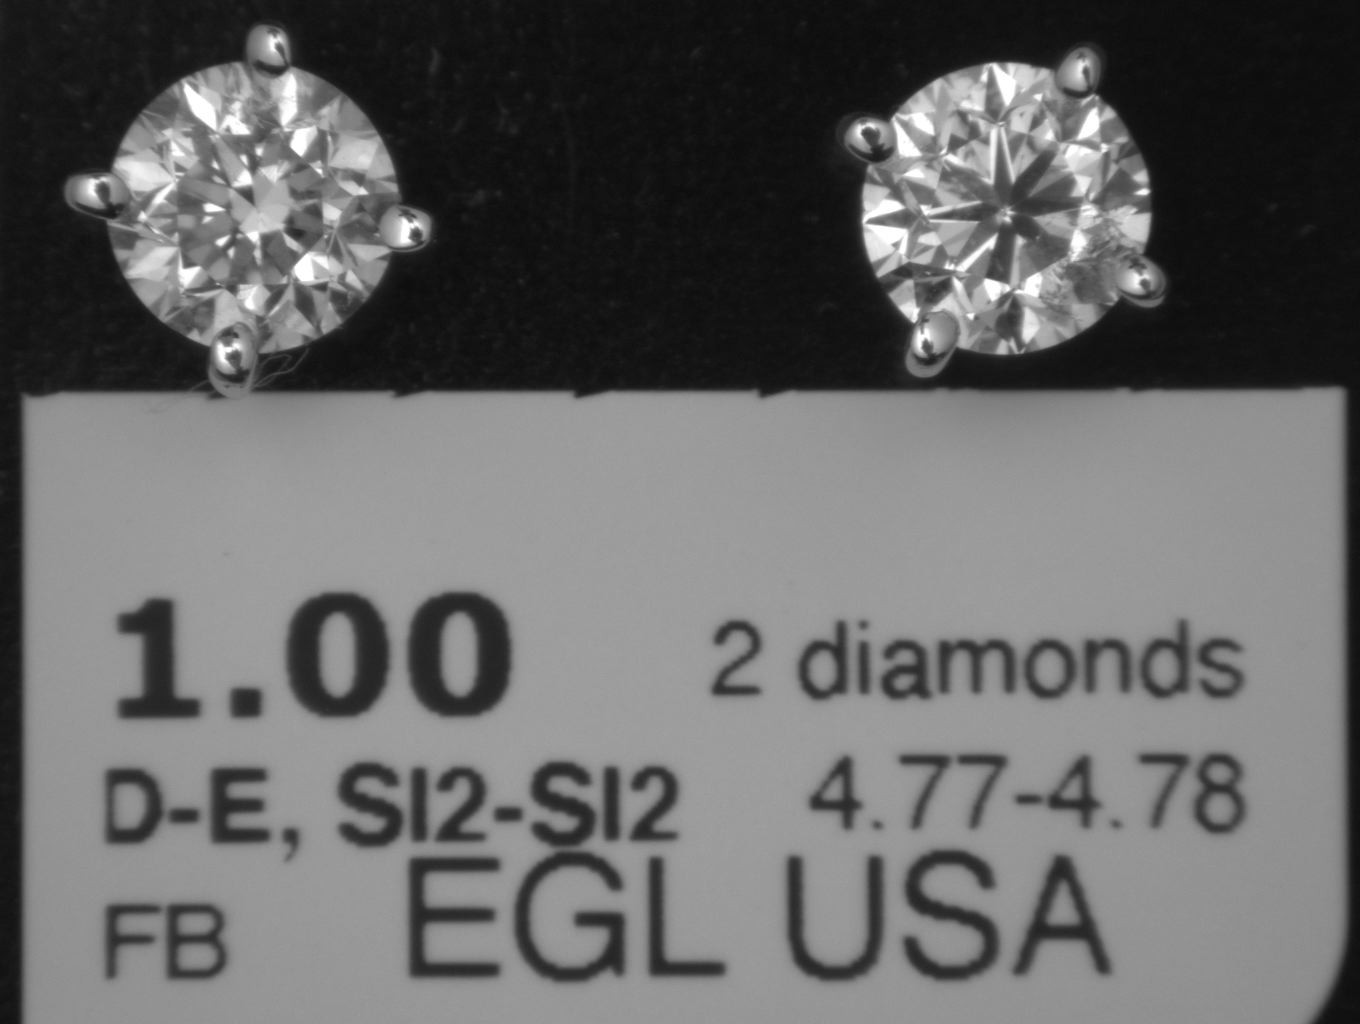 1.00 2 diamonds
D-E, SI2-SI2 4.77-4.78
FB EGL USA